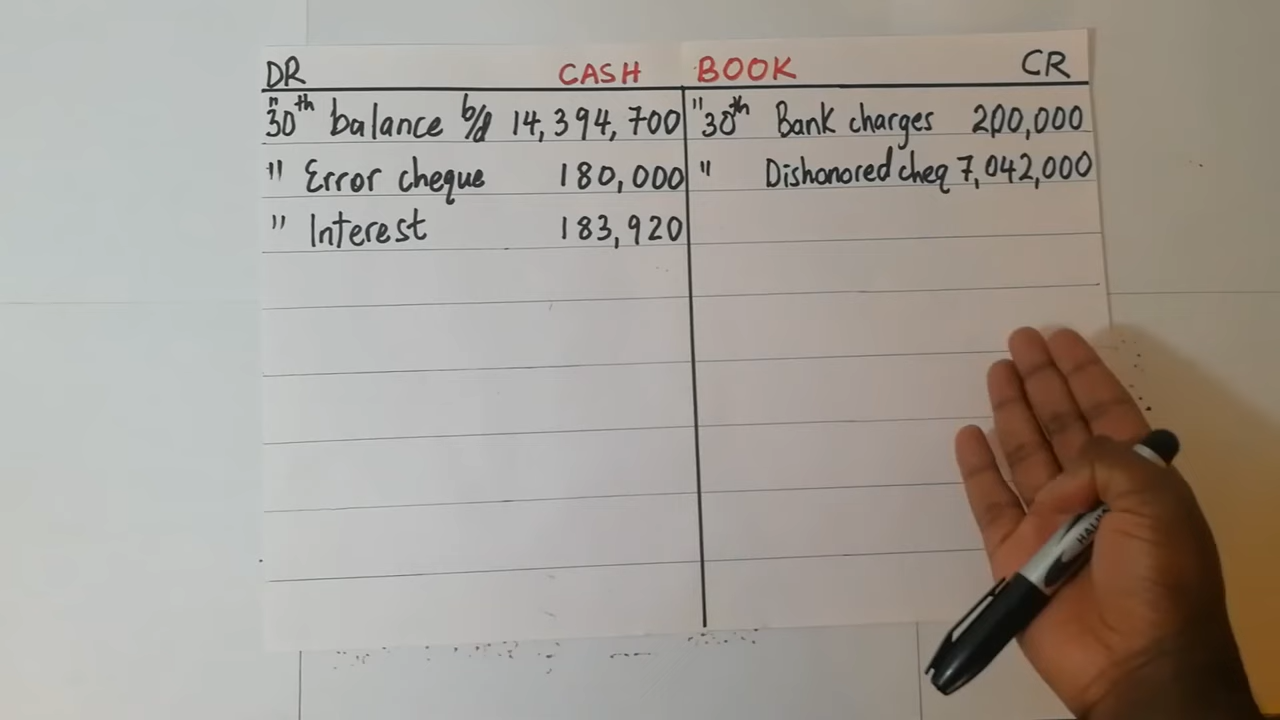 DR CASH BOOK CR
"30th balance b/d 14,394,700 "30th Bank charges 200,000
" Error cheque 180,000 " Dishonored cheq 7,042,000
" Interest 183,920